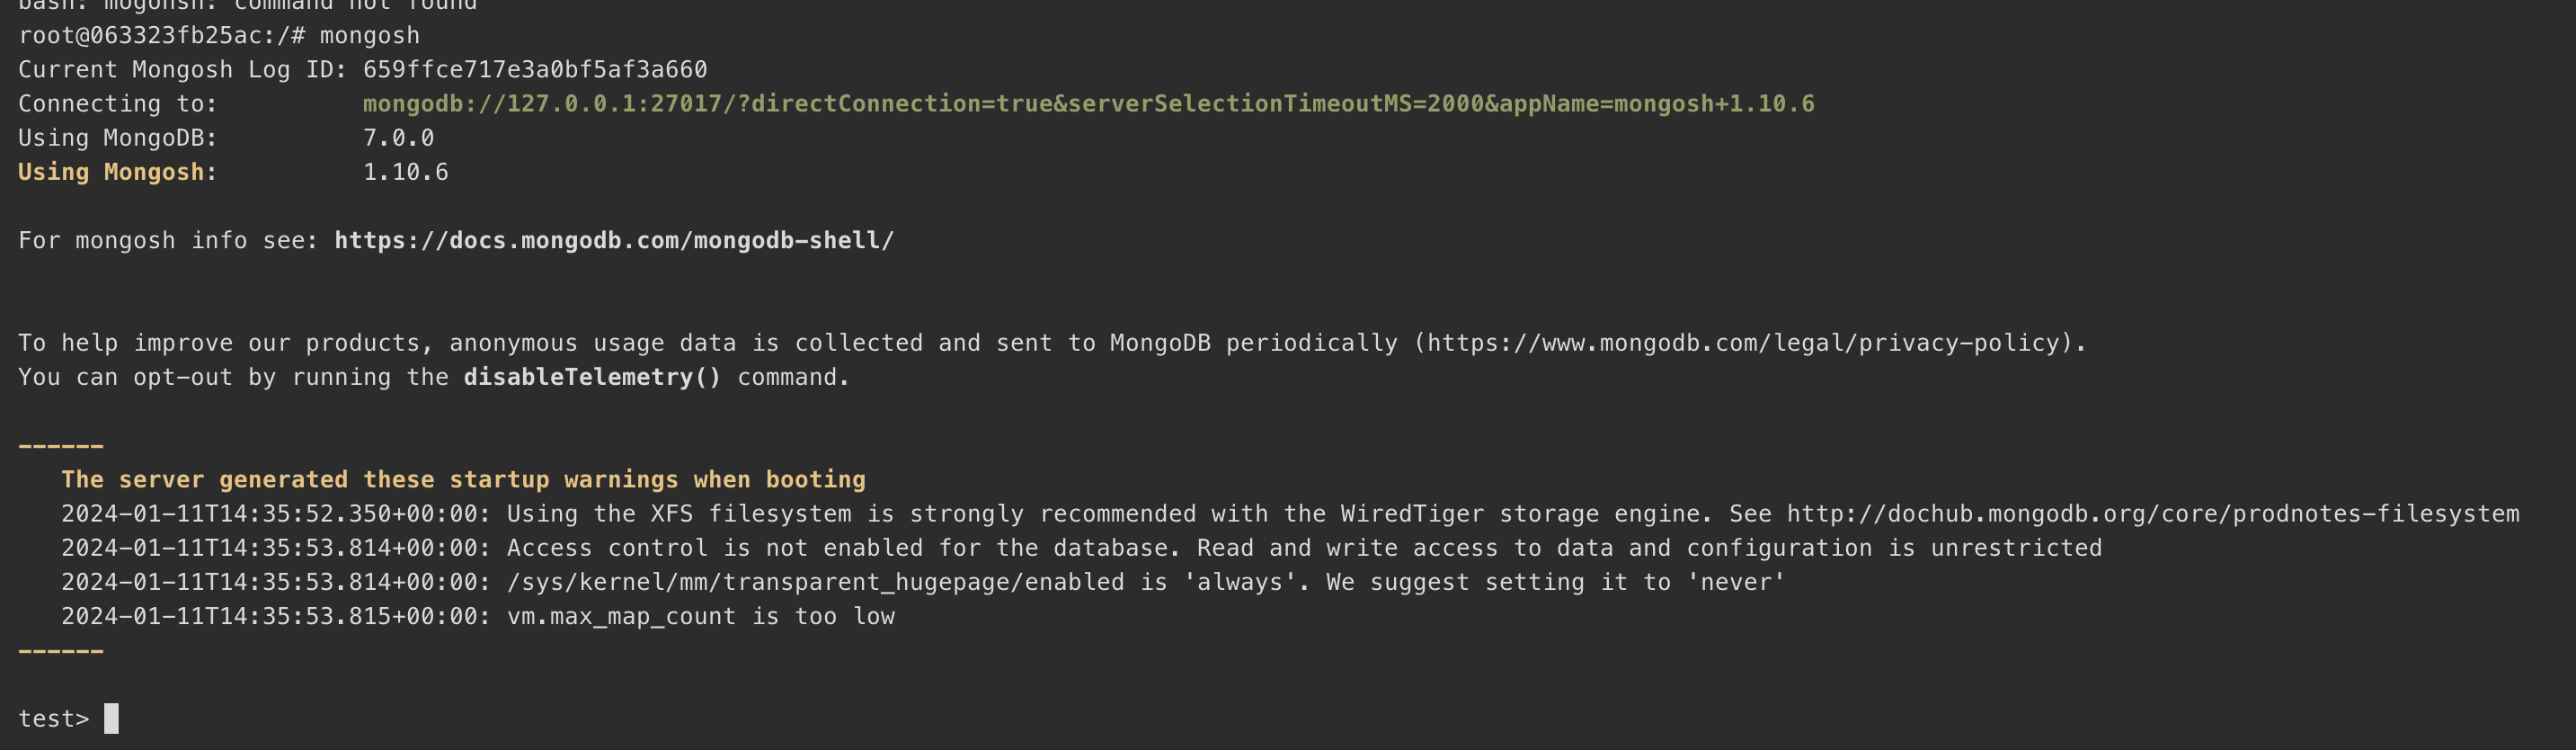 bash: mogonsh: command not found
root@063323fb25ac:/# mongosh
Current Mongosh Log ID: 659ffce717e3a0bf5af3a660
Connecting to: mongodb://127.0.0.1:27017/?directConnection=true&serverSelectionTimeoutMS=2000&appName=mongosh+1.10.6
Using MongoDB: 7.0.0
Using Mongosh: 1.10.6
For mongosh info see: https://docs.mongodb.com/mongodb-shell/
To help improve our products, anonymous usage data is collected and sent to MongoDB periodically (https://www.mongodb.com/legal/privacy-policy).
You can opt-out by running the disableTelemetry() command.
------
The server generated these startup warnings when booting
2024-01-11T14:35:52.350+00:00: Using the XFS filesystem is strongly recommended with the WiredTiger storage engine. See http://dochub.mongodb.org/core/prodnotes-filesystem
2024-01-11T14:35:53.814+00:00: Access control is not enabled for the database. Read and write access to data and configuration is unrestricted
2024-01-11T14:35:53.814+00:00: /sys/kernel/mm/transparent_hugepage/enabled is 'always'. We suggest setting it to 'never'
2024-01-11T14:35:53.815+00:00: vm.max_map_count is too low
------
test>